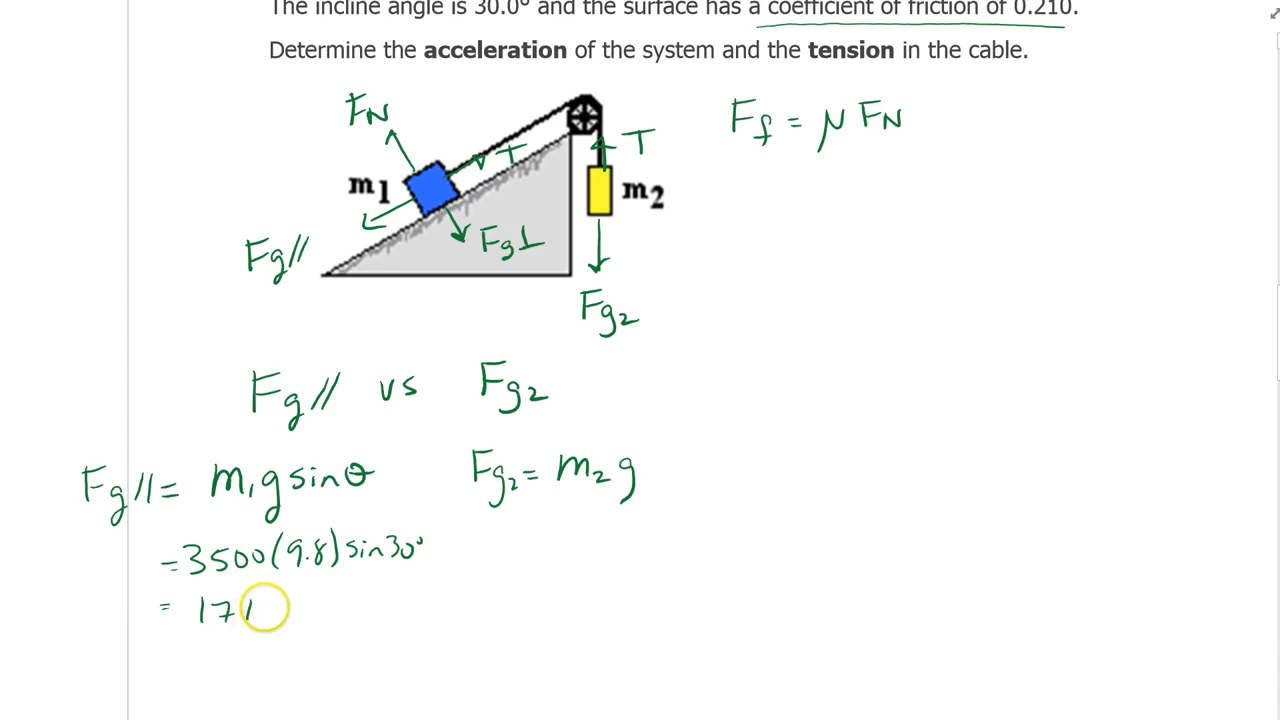 The incline angle is 30.0° and the surface has a coefficient of friction of 0.210.
Determine the acceleration of the system and the tension in the cable.
FN
Ff = μ FN
T
T
m1
m2
Fg//
Fg⊥
Fg2
Fg// vs Fg2
Fg// = m1g sinθ
Fg2 = m2 g
= 3500(9.8) sin30°
= 171